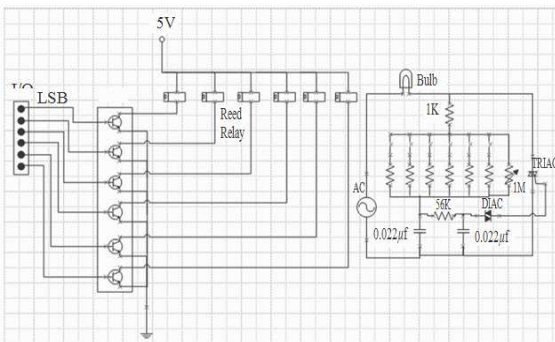 5V
LSB
Reed
Relay
Bulb
1K
TRIAC
1M
AC
56K
DIAC
0.022μf
0.022μf